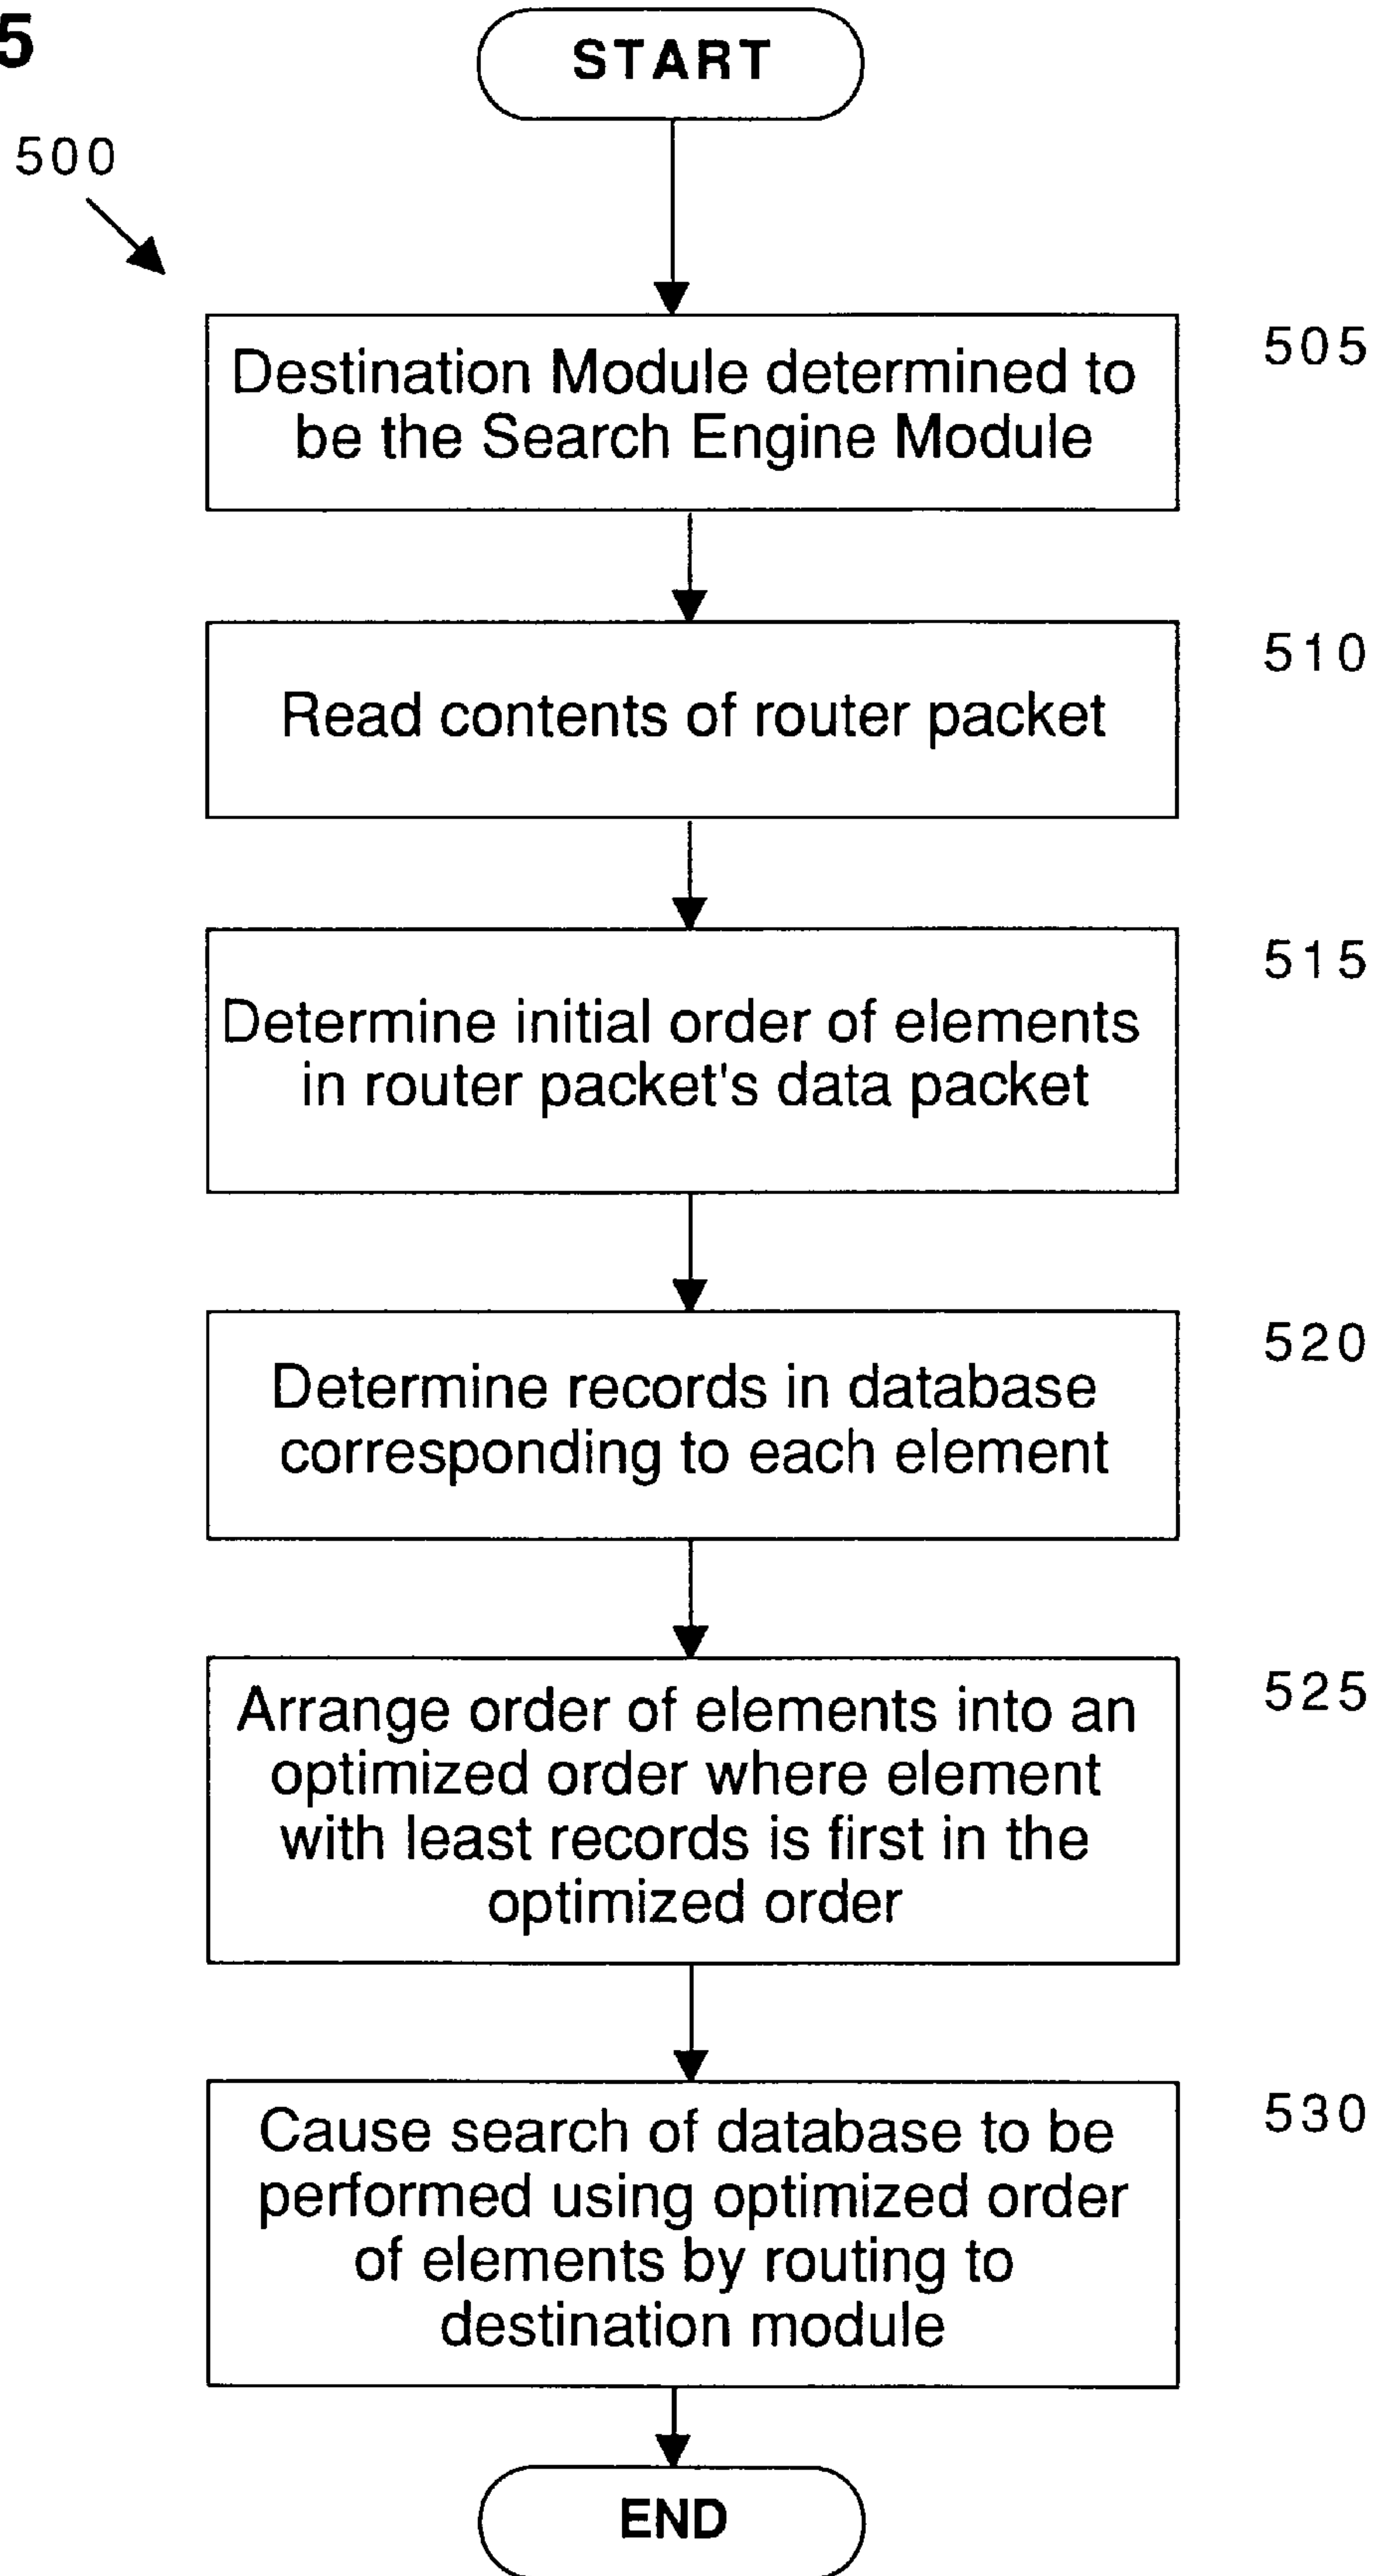 5
START
500
505
Destination Module determined to
be the Search Engine Module
510
Read contents of router packet
515
Determine initial order of elements
in router packet's data packet
520
Determine records in database
corresponding to each element
525
Arrange order of elements into an
optimized order where element
with least records is first in the
optimized order
530
Cause search of database to be
performed using optimized order
of elements by routing to
destination module
END